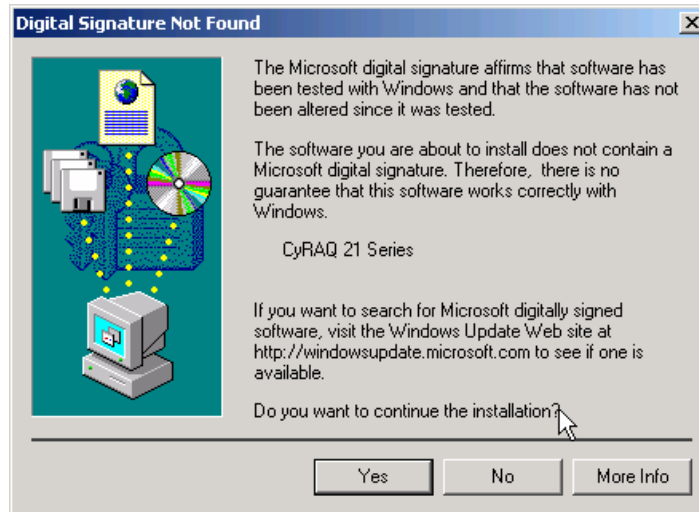 Digital Signature Not Found
The Microsoft digital signature affirms that software has
been tested with Windows and that the software has not
been altered since it was tested.
The software you are about to install does not contain a
Microsoft digital signature. Therefore,  there is no
guarantee that this software works correctly with
Windows.
CyRAQ 21 Series
If you want to search for Microsoft digitally signed
software, visit the Windows Update Web site at
http://windowsupdate.microsoft.com to see if one is
available.
Do you want to continue the installation?
Yes
No
More Info